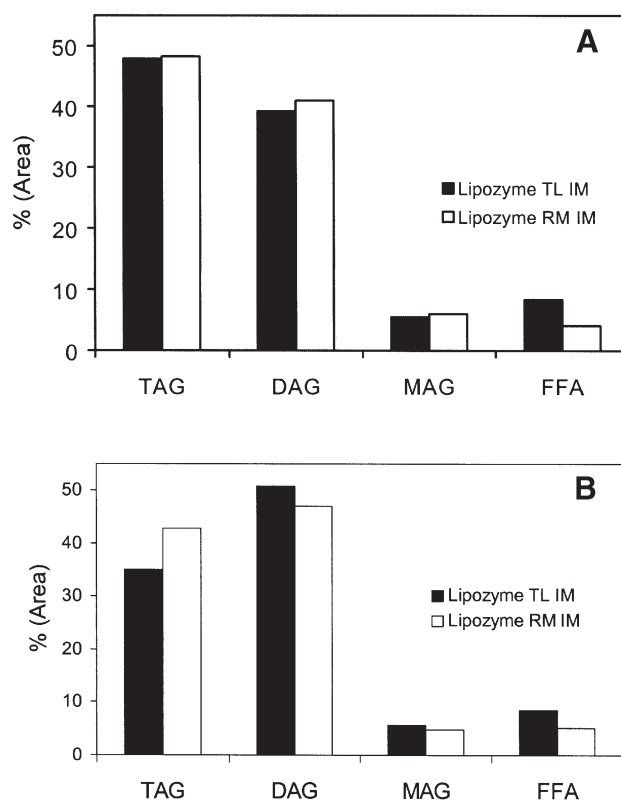 A
50
40
30
20
10
0
% (Area)
Lipozyme TL IM
Lipozyme RM IM
TAG DAG MAG FFA
B
50
40
30
20
10
0
% (Area)
Lipozyme TL IM
Lipozyme RM IM
TAG DAG MAG FFA